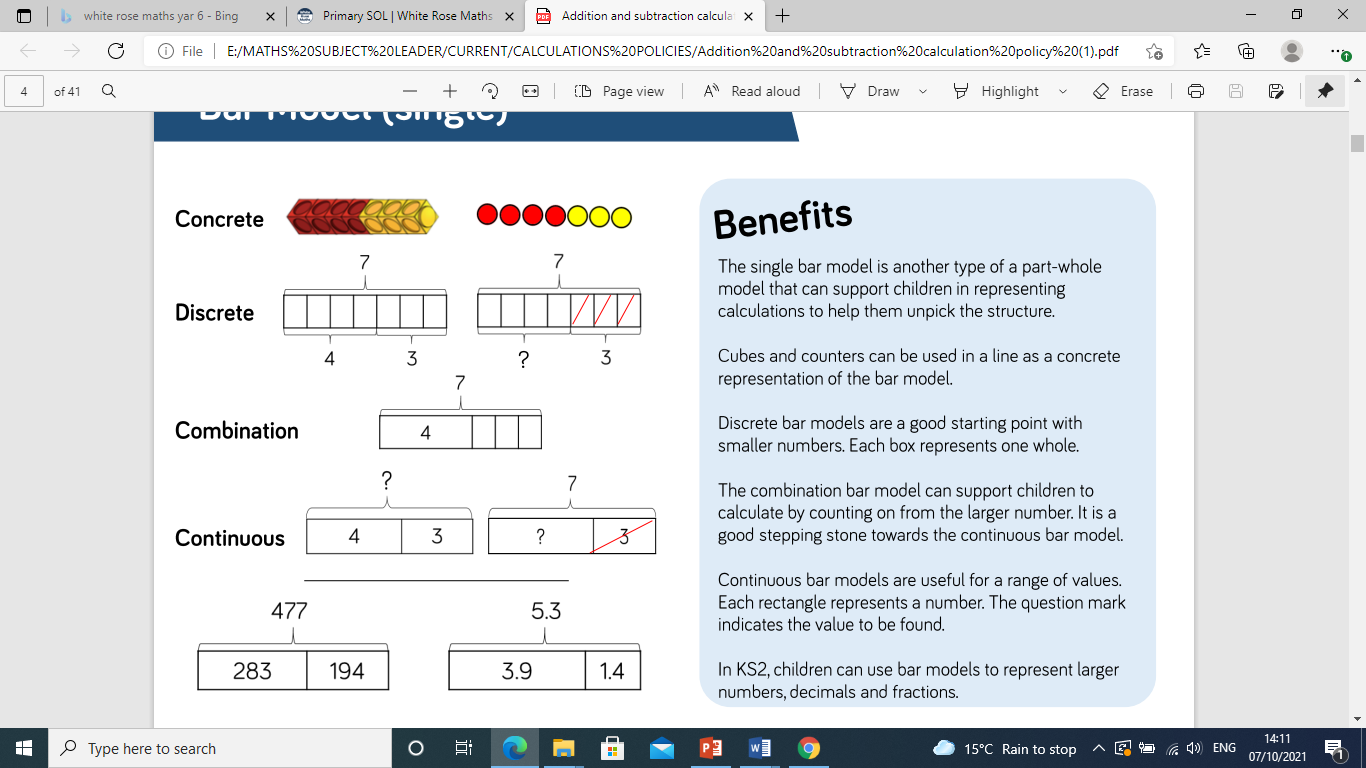 white rose maths yar 6 - Bing
Primary SOL | White Rose Maths
Addition and subtraction calcula
File
E:/MATHS%20SUBJECT%20LEADER/CURRENT/CALCULATIONS%20POLICIES/Addition%20and%20subtraction%20calculation%20policy%20(1).pdf
4 of 41
Page view
Read aloud
Draw
Highlight
Erase
Bar Model (single)
Concrete
7
7
Discrete
4
3
?
3
7
Combination
4
?
7
Continuous
4
3
?
3
477
5.3
283
194
3.9
1.4
Benefits
The single bar model is another type of a part-whole
model that can support children in representing
calculations to help them unpick the structure.
Cubes and counters can be used in a line as a concrete
representation of the bar model.
Discrete bar models are a good starting point with
smaller numbers. Each box represents one whole.
The combination bar model can support children to
calculate by counting on from the larger number. It is a
good stepping stone towards the continuous bar model.
Continuous bar models are useful for a range of values.
Each rectangle represents a number. The question mark
indicates the value to be found.
In KS2, children can use bar models to represent larger
numbers, decimals and fractions.
Type here to search
15°C Rain to stop
ENG
14:11
07/10/2021
1